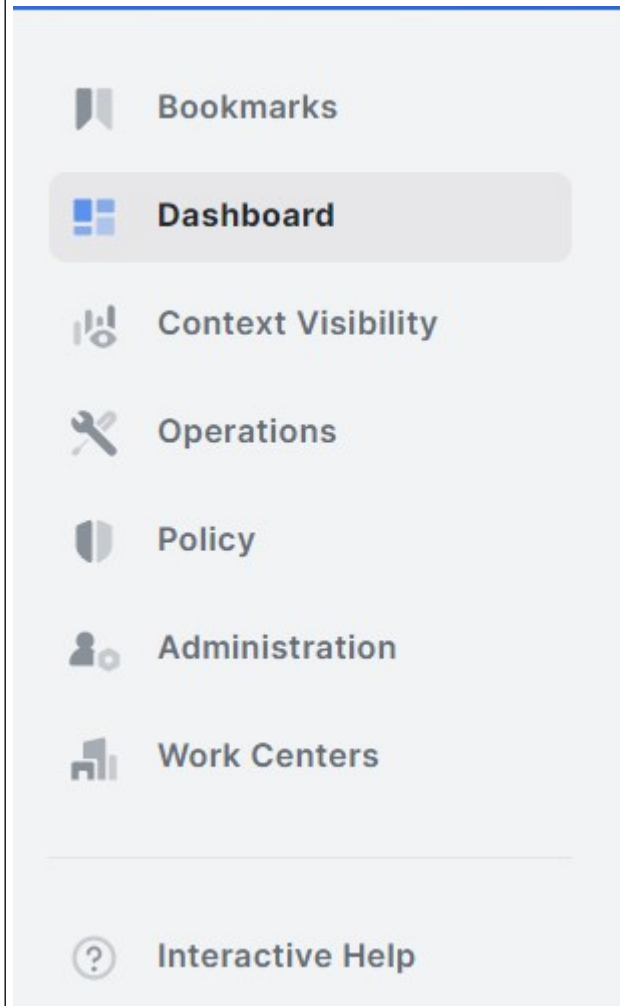 Bookmarks
Dashboard
Context Visibility
Operations
Policy
Administration
Work Centers
Interactive Help